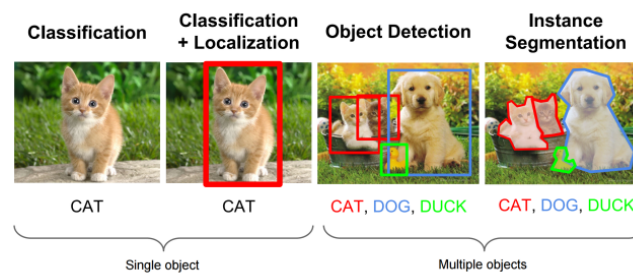 Classification
Classification
+ Localization
Object Detection
Instance
Segmentation
CAT
CAT
CAT, DOG, DUCK
CAT, DOG, DUCK
Single object
Multiple objects